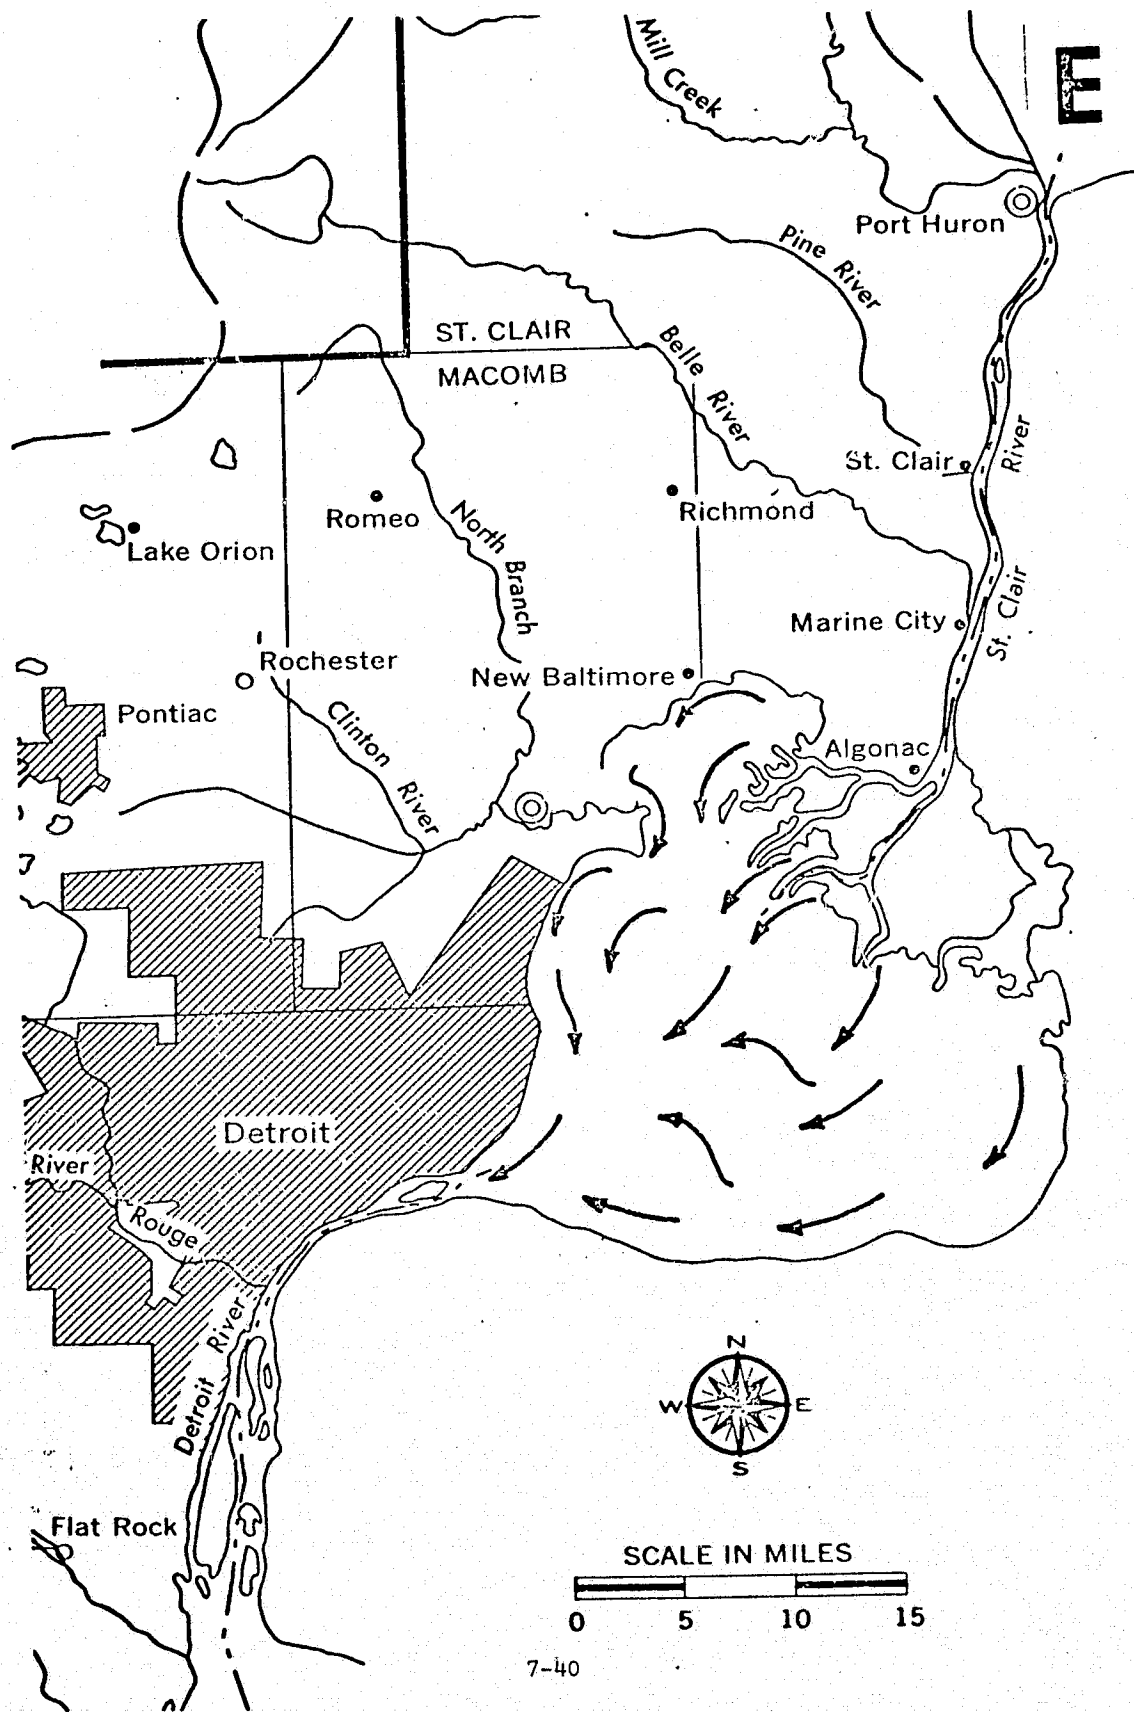 Mill Creek
E
Port Huron
Pine River
ST. CLAIR
MACOMB
Belle River
St. Clair
River
Romeo
Richmond
North
Branch
Lake Orion
St. Clair
Marine City
Rochester
New Baltimore
Pontiac
Clinton
River
Algonac
Detroit
River
Rouge
River
Detroit
N
W E
S
Flat Rock
SCALE IN MILES
0 5 10 15
7-40